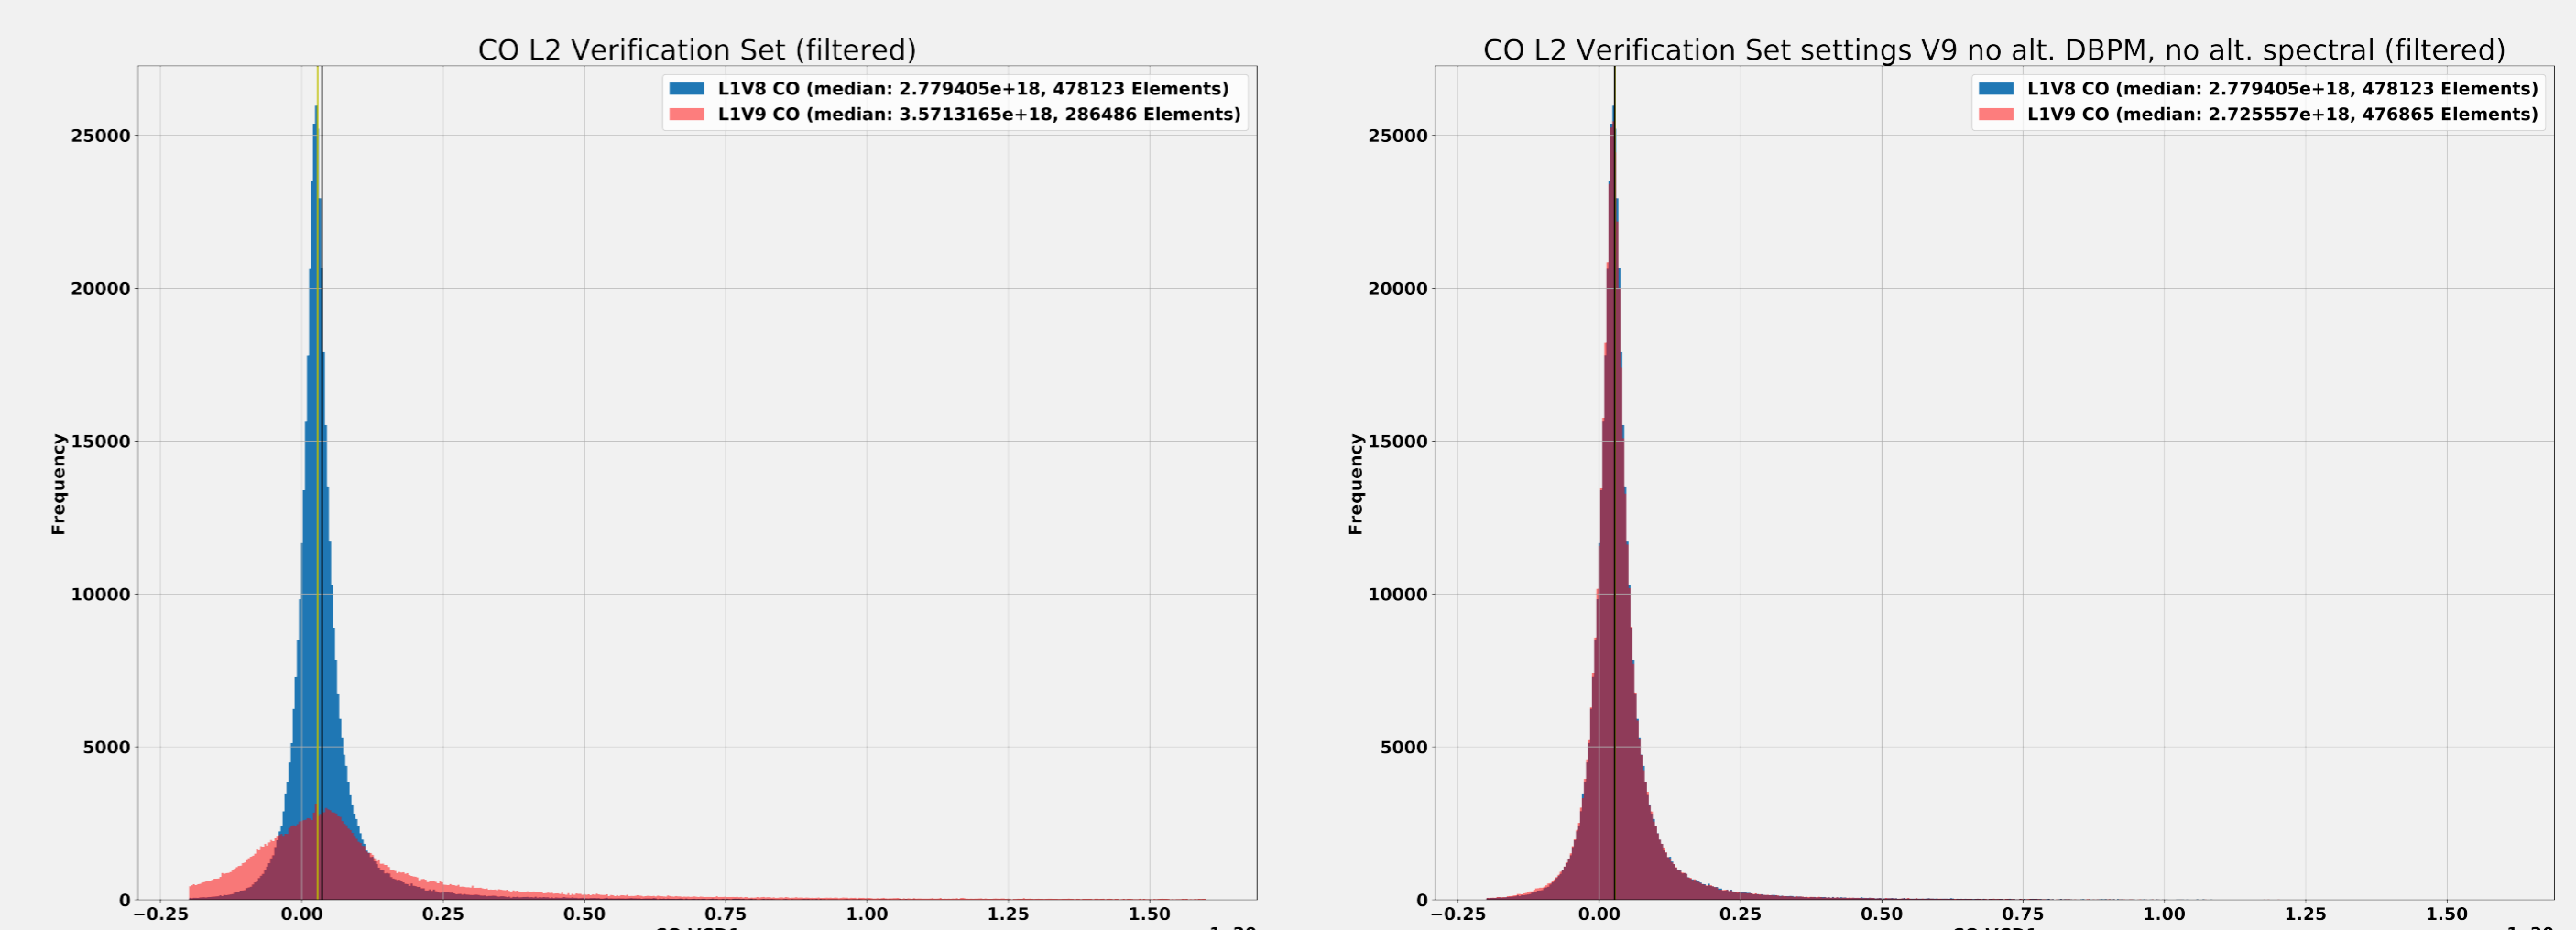 CO L2 Verification Set (filtered)
L1V8 CO (median: 2.779405e+18, 478123 Elements)
L1V9 CO (median: 3.5713165e+18, 286486 Elements)
Frequency
25000
20000
15000
10000
5000
0
−0.25 0.00 0.25 0.50 0.75 1.00 1.25 1.50
CO L2 Verification Set settings V9 no alt. DBPM, no alt. spectral (filtered)
L1V8 CO (median: 2.779405e+18, 478123 Elements)
L1V9 CO (median: 2.725557e+18, 476865 Elements)
Frequency
25000
20000
15000
10000
5000
0
−0.25 0.00 0.25 0.50 0.75 1.00 1.25 1.50